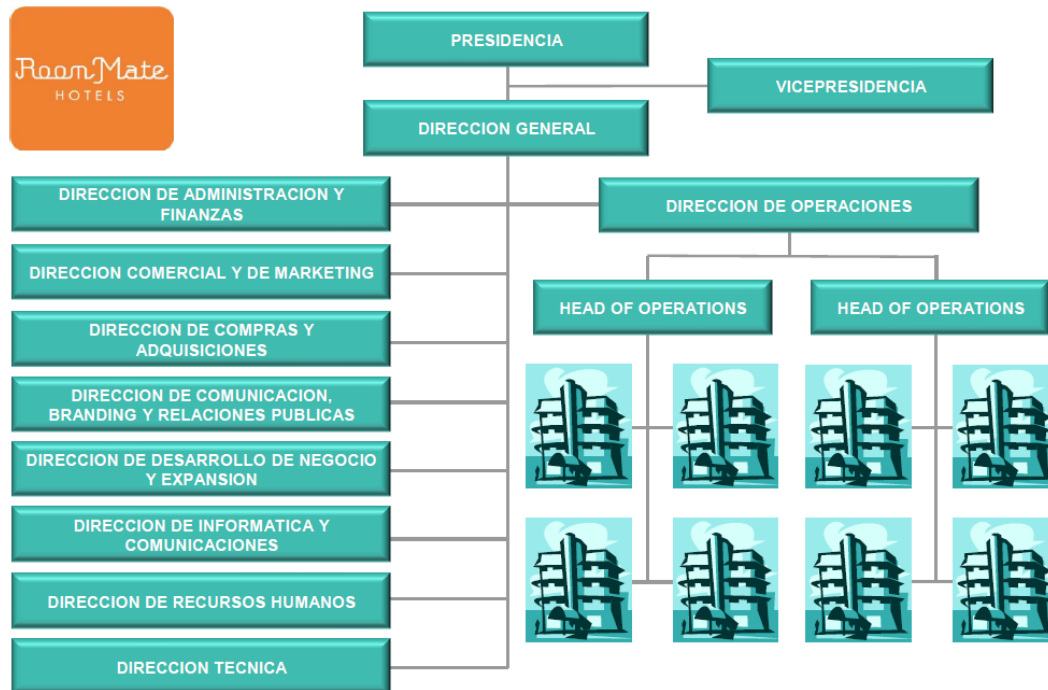 Room Mate
HOTELS
PRESIDENCIA
VICEPRESIDENCIA
DIRECCION GENERAL
DIRECCION DE ADMINISTRACION Y
FINANZAS
DIRECCION DE OPERACIONES
DIRECCION COMERCIAL Y DE MARKETING
HEAD OF OPERATIONS
HEAD OF OPERATIONS
DIRECCION DE COMPRAS Y
ADQUISICIONES
DIRECCION DE COMUNICACION,
BRANDING Y RELACIONES PUBLICAS
DIRECCION DE DESARROLLO DE NEGOCIO
Y EXPANSION
DIRECCION DE INFORMATICA Y
COMUNICACIONES
DIRECCION DE RECURSOS HUMANOS
DIRECCION TECNICA